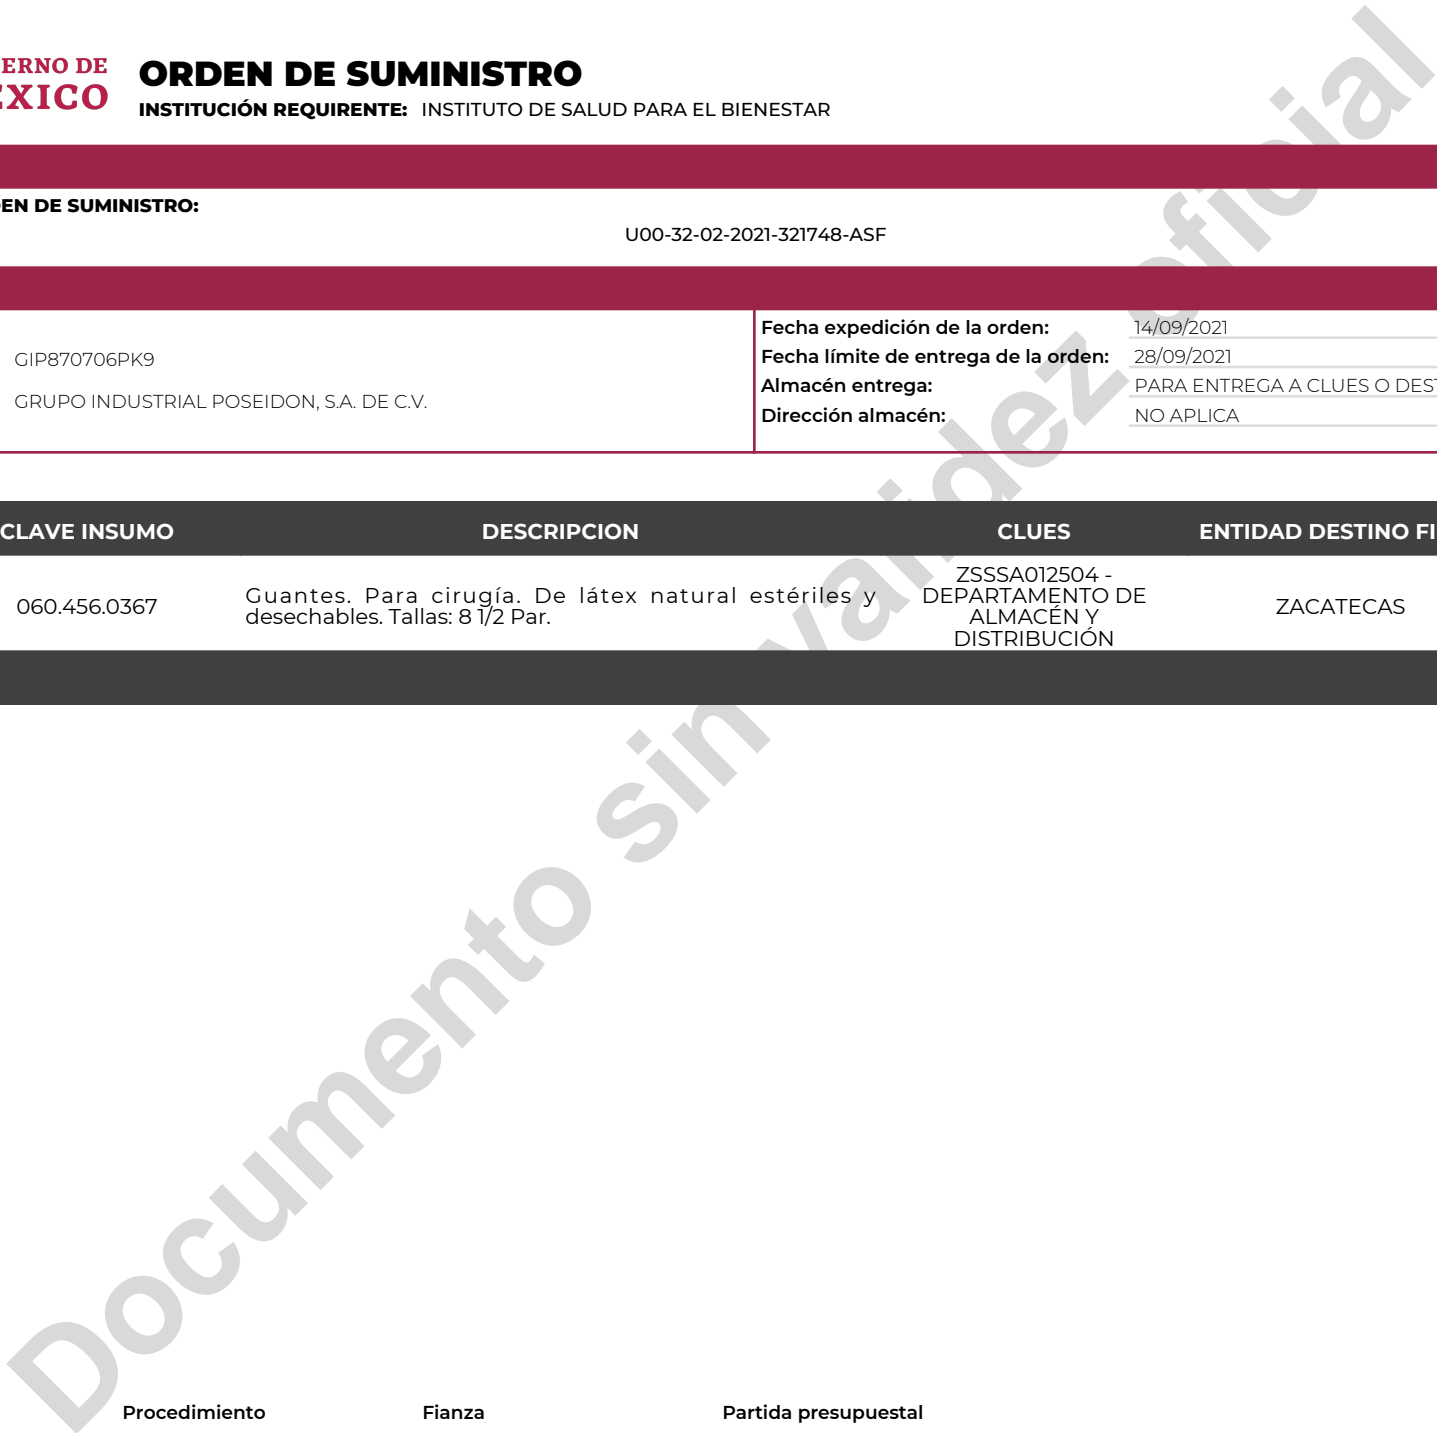 ERNO DE
ÉXICO
ORDEN DE SUMINISTRO
INSTITUCIÓN REQUIRENTE: INSTITUTO DE SALUD PARA EL BIENESTAR
EN DE SUMINISTRO:
U00-32-02-2021-321748-ASF
GIP870706PK9
GRUPO INDUSTRIAL POSEIDON, S.A. DE C.V.
Fecha expedición de la orden: 14/09/2021
Fecha límite de entrega de la orden: 28/09/2021
Almacén entrega: PARA ENTREGA A CLUES O DEST
Dirección almacén: NO APLICA
CLAVE INSUMO DESCRIPCION CLUES ENTIDAD DESTINO FI
060.456.0367
Guantes. Para cirugía. De látex natural estériles y
desechables. Tallas: 8 1/2 Par.
ZSSSA012504 -
DEPARTAMENTO DE
ALMACÉN Y
DISTRIBUCIÓN
ZACATECAS
Documento sin validez oficial
Procedimiento Fianza Partida presupuestal